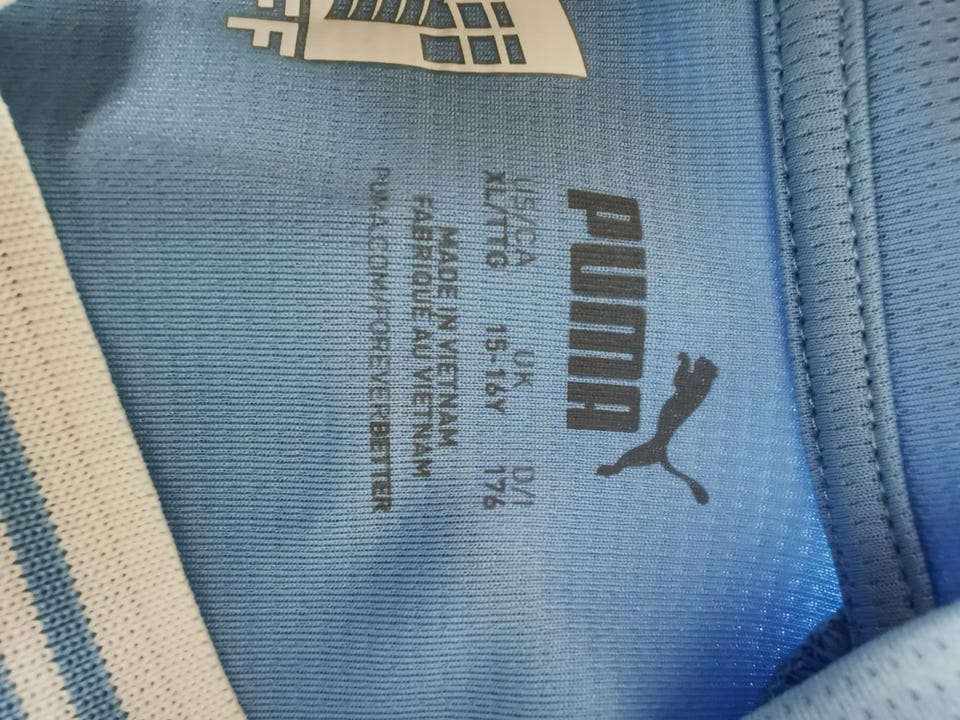 PUMA
US/CA UK D/I
XL/TTG 15-16Y 176
MADE IN VIETNAM
FABRIQUÉ AU VIETNAM
PUMA.COM/FOREVERBETTER